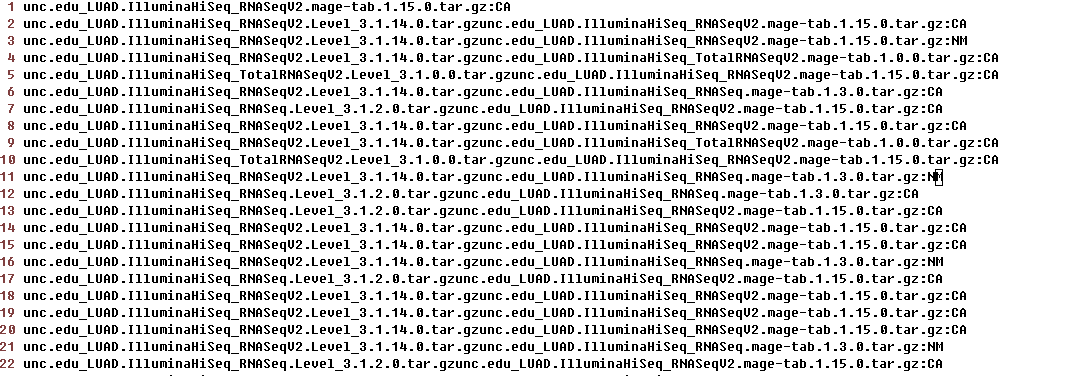 1 unc.edu_LUAD.IlluminaHiSeq_RNASeqV2.mage-tab.1.15.0.tar.gz:CA
2 unc.edu_LUAD.IlluminaHiSeq_RNASeqV2.Level_3.1.14.0.tar.gzunc.edu_LUAD.IlluminaHiSeq_RNASeqV2.mage-tab.1.15.0.tar.gz:CA
3 unc.edu_LUAD.IlluminaHiSeq_RNASeqV2.Level_3.1.14.0.tar.gzunc.edu_LUAD.IlluminaHiSeq_RNASeqV2.mage-tab.1.15.0.tar.gz:NM
4 unc.edu_LUAD.IlluminaHiSeq_RNASeqV2.Level_3.1.14.0.tar.gzunc.edu_LUAD.IlluminaHiSeq_TotalRNASeqV2.mage-tab.1.0.0.tar.gz:CA
5 unc.edu_LUAD.IlluminaHiSeq_TotalRNASeqV2.Level_3.1.0.0.tar.gzunc.edu_LUAD.IlluminaHiSeq_RNASeqV2.mage-tab.1.15.0.tar.gz:CA
6 unc.edu_LUAD.IlluminaHiSeq_RNASeqV2.Level_3.1.14.0.tar.gzunc.edu_LUAD.IlluminaHiSeq_RNASeq.mage-tab.1.3.0.tar.gz:CA
7 unc.edu_LUAD.IlluminaHiSeq_RNASeq.Level_3.1.2.0.tar.gzunc.edu_LUAD.IlluminaHiSeq_RNASeqV2.mage-tab.1.15.0.tar.gz:CA
8 unc.edu_LUAD.IlluminaHiSeq_RNASeqV2.Level_3.1.14.0.tar.gzunc.edu_LUAD.IlluminaHiSeq_RNASeqV2.mage-tab.1.15.0.tar.gz:CA
9 unc.edu_LUAD.IlluminaHiSeq_RNASeqV2.Level_3.1.14.0.tar.gzunc.edu_LUAD.IlluminaHiSeq_TotalRNASeqV2.mage-tab.1.0.0.tar.gz:CA
10 unc.edu_LUAD.IlluminaHiSeq_TotalRNASeqV2.Level_3.1.0.0.tar.gzunc.edu_LUAD.IlluminaHiSeq_RNASeqV2.mage-tab.1.15.0.tar.gz:CA
11 unc.edu_LUAD.IlluminaHiSeq_RNASeqV2.Level_3.1.14.0.tar.gzunc.edu_LUAD.IlluminaHiSeq_RNASeq.mage-tab.1.3.0.tar.gz:NM
12 unc.edu_LUAD.IlluminaHiSeq_RNASeq.Level_3.1.2.0.tar.gzunc.edu_LUAD.IlluminaHiSeq_RNASeq.mage-tab.1.3.0.tar.gz:CA
13 unc.edu_LUAD.IlluminaHiSeq_RNASeq.Level_3.1.2.0.tar.gzunc.edu_LUAD.IlluminaHiSeq_RNASeqV2.mage-tab.1.15.0.tar.gz:CA
14 unc.edu_LUAD.IlluminaHiSeq_RNASeqV2.Level_3.1.14.0.tar.gzunc.edu_LUAD.IlluminaHiSeq_RNASeqV2.mage-tab.1.15.0.tar.gz:CA
15 unc.edu_LUAD.IlluminaHiSeq_RNASeqV2.Level_3.1.14.0.tar.gzunc.edu_LUAD.IlluminaHiSeq_RNASeqV2.mage-tab.1.15.0.tar.gz:CA
16 unc.edu_LUAD.IlluminaHiSeq_RNASeqV2.Level_3.1.14.0.tar.gzunc.edu_LUAD.IlluminaHiSeq_RNASeq.mage-tab.1.3.0.tar.gz:NM
17 unc.edu_LUAD.IlluminaHiSeq_RNASeq.Level_3.1.2.0.tar.gzunc.edu_LUAD.IlluminaHiSeq_RNASeqV2.mage-tab.1.15.0.tar.gz:CA
18 unc.edu_LUAD.IlluminaHiSeq_RNASeqV2.Level_3.1.14.0.tar.gzunc.edu_LUAD.IlluminaHiSeq_RNASeqV2.mage-tab.1.15.0.tar.gz:CA
19 unc.edu_LUAD.IlluminaHiSeq_RNASeqV2.Level_3.1.14.0.tar.gzunc.edu_LUAD.IlluminaHiSeq_RNASeqV2.mage-tab.1.15.0.tar.gz:CA
20 unc.edu_LUAD.IlluminaHiSeq_RNASeqV2.Level_3.1.14.0.tar.gzunc.edu_LUAD.IlluminaHiSeq_RNASeqV2.mage-tab.1.15.0.tar.gz:CA
21 unc.edu_LUAD.IlluminaHiSeq_RNASeqV2.Level_3.1.14.0.tar.gzunc.edu_LUAD.IlluminaHiSeq_RNASeq.mage-tab.1.3.0.tar.gz:NM
22 unc.edu_LUAD.IlluminaHiSeq_RNASeq.Level_3.1.2.0.tar.gzunc.edu_LUAD.IlluminaHiSeq_RNASeqV2.mage-tab.1.15.0.tar.gz:CA